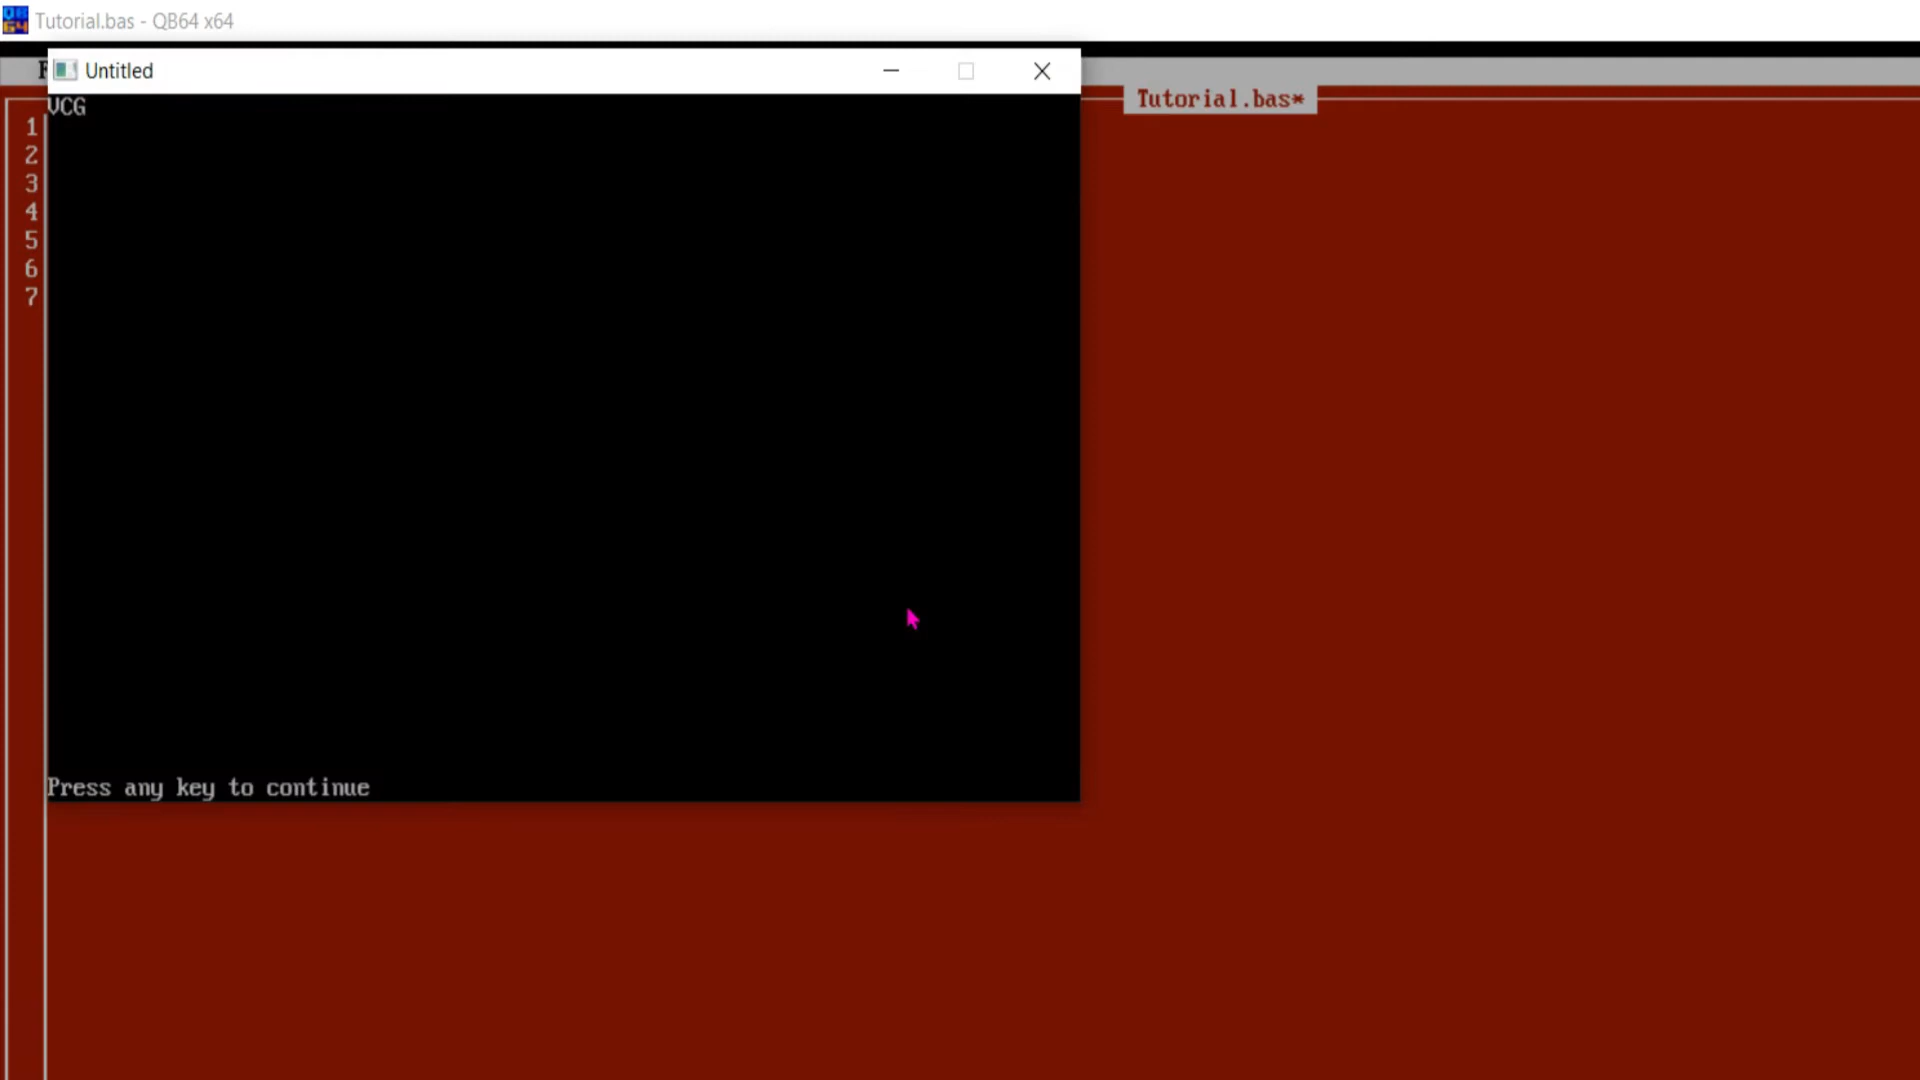 Tutorial.bas - QB64 x64
Untitled
Tutorial.bas*
VCG
1
2
3
4
5
6
7
Press any key to continue